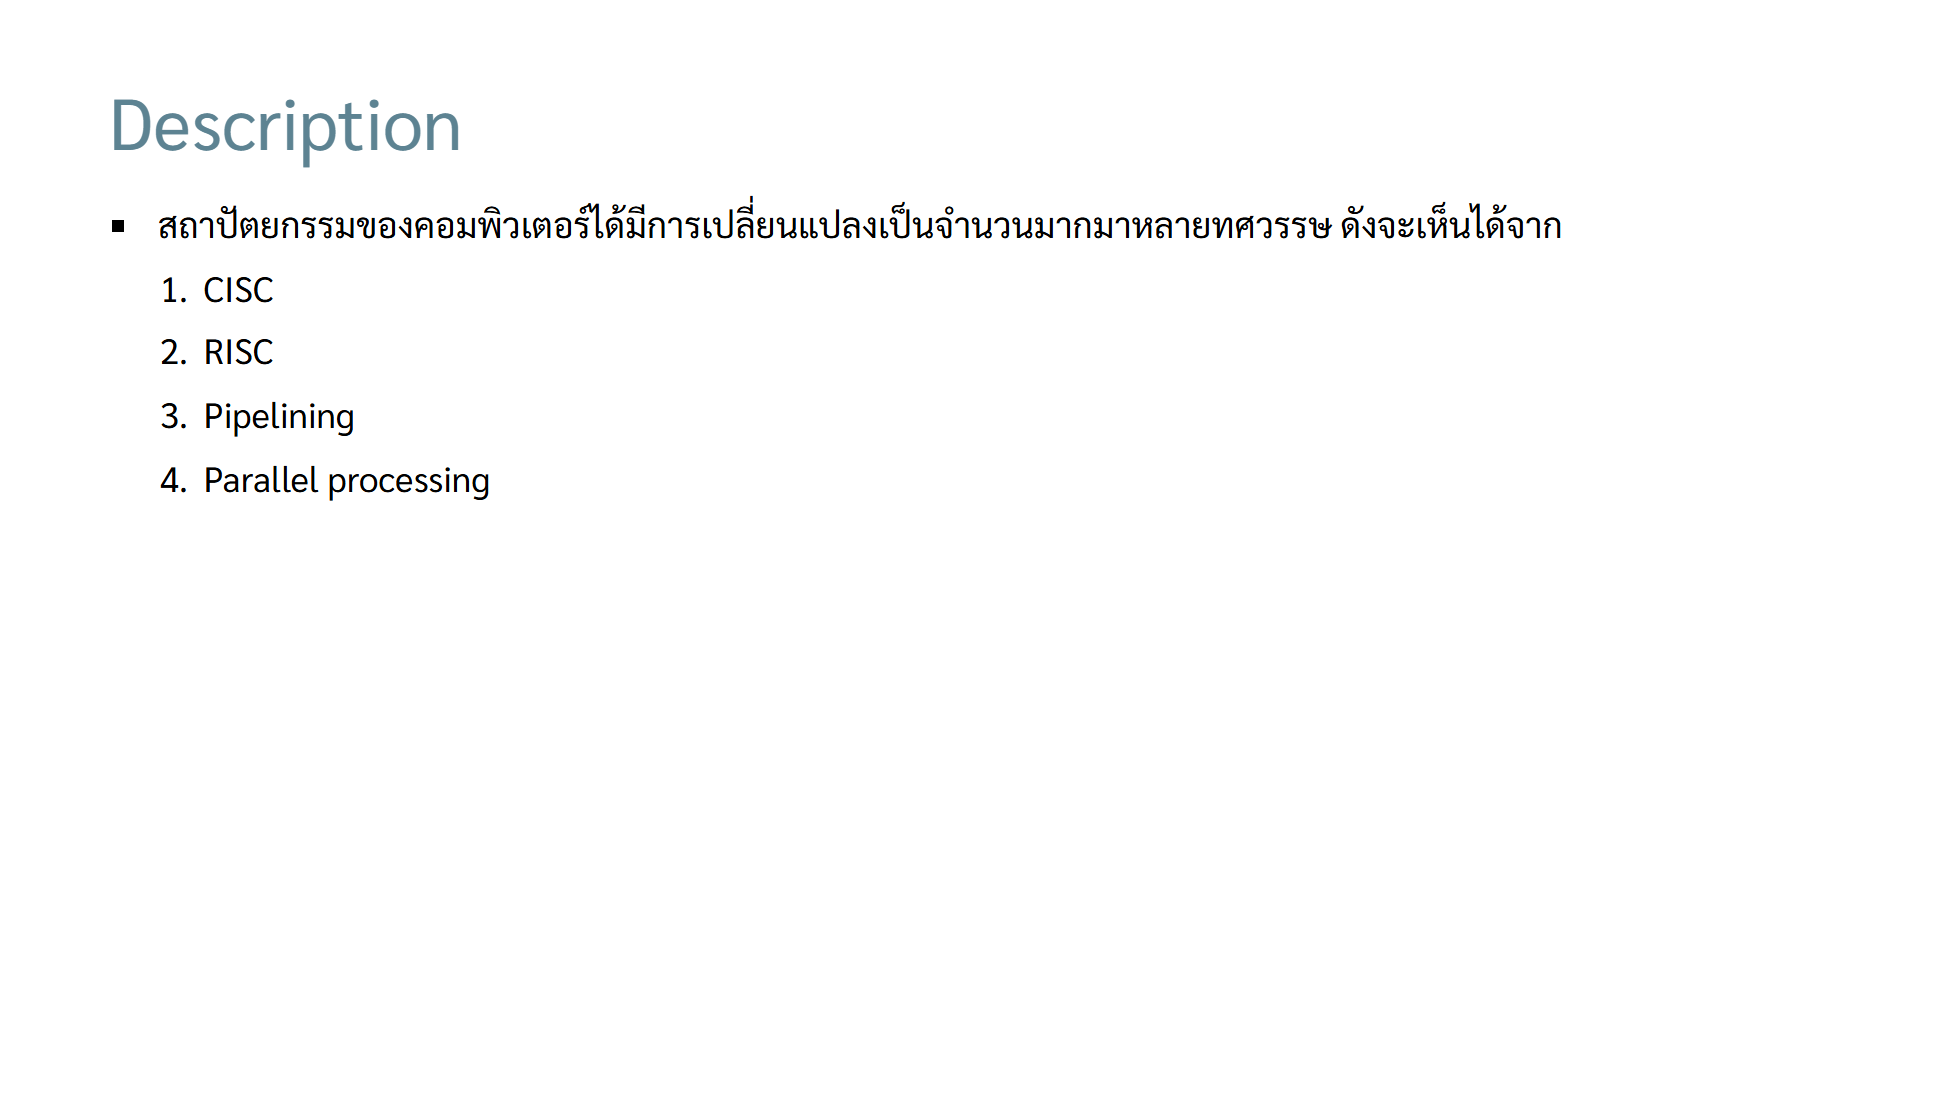 Description
▪ สถาปัตยกรรมของคอมพิวเตอร์ได้มีการเปลี่ยนแปลงเป็นจำนวนมากมาหลายทศวรรษ ดังจะเห็นได้จาก
1. CISC
2. RISC
3. Pipelining
4. Parallel processing